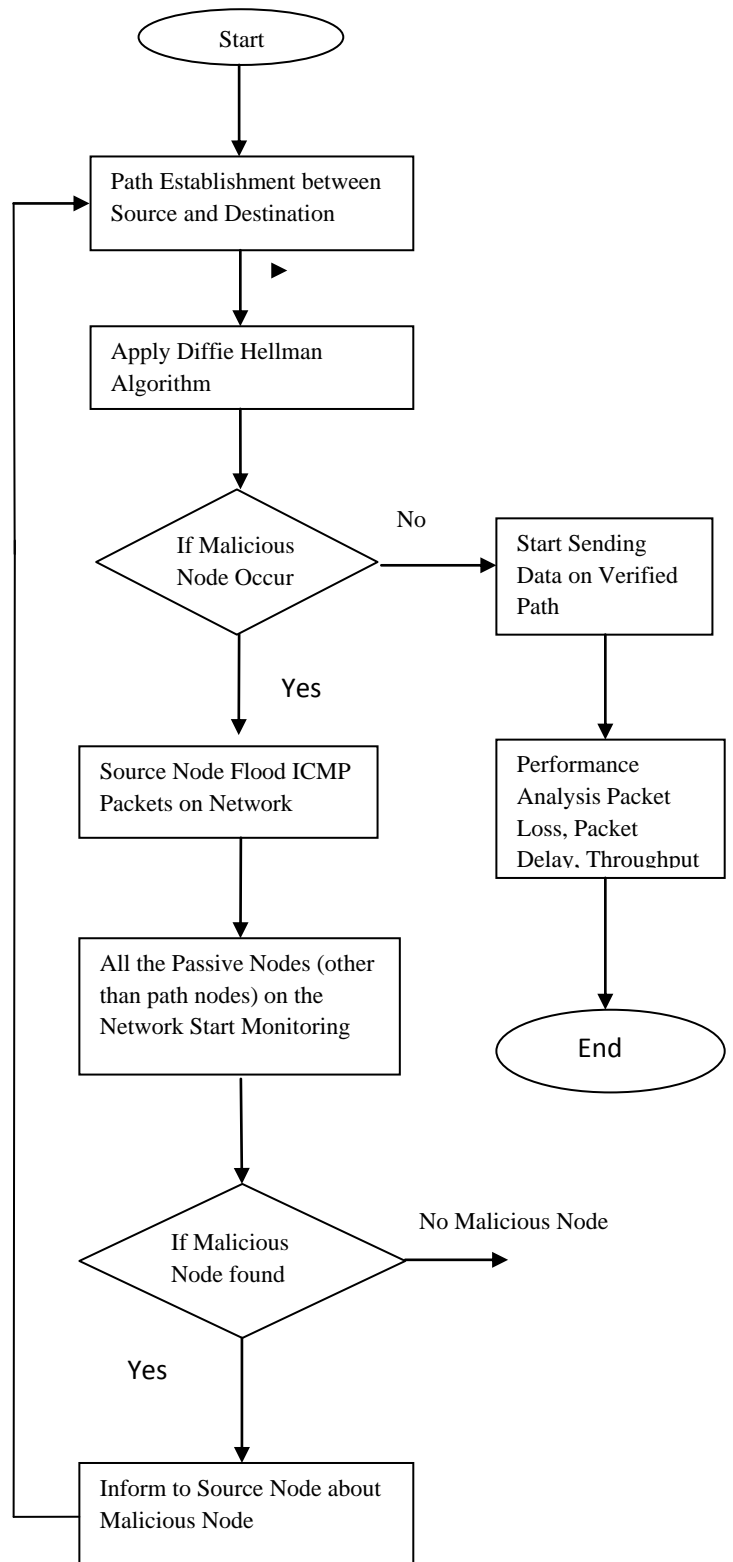 Start
Path Establishment between
Source and Destination
Apply Diffie Hellman
Algorithm
If Malicious
Node Occur
No
Start Sending
Data on Verified
Path
Yes
Source Node Flood ICMP
Packets on Network
Performance
Analysis Packet
Loss, Packet
Delay, Throughput
All the Passive Nodes (other
than path nodes) on the
Network Start Monitoring
End
If Malicious
Node found
No Malicious Node
Yes
Inform to Source Node about
Malicious Node